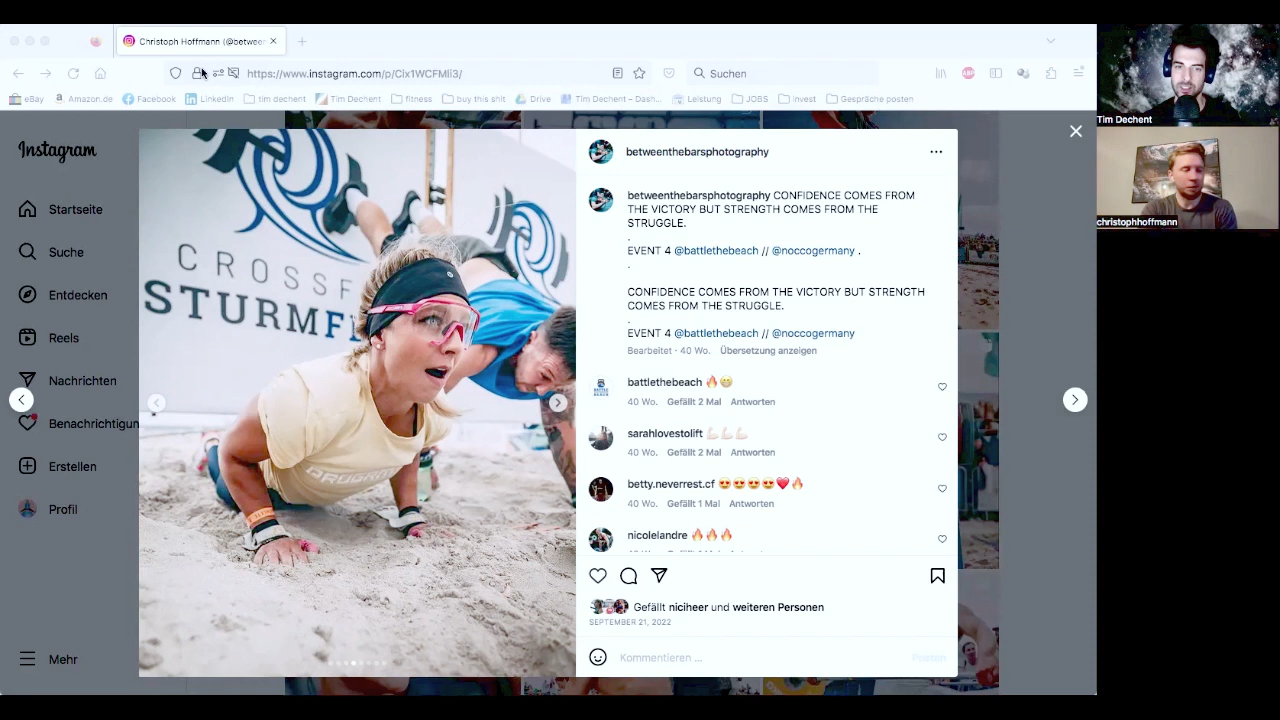 Christoph Hoffmann (@betwee
https://www.instagram.com/p/Cix1WCFMli3/
Suchen
eBay
Amazon.de
Facebook
LinkedIn
tim dechent
Tim Dechent
fitness
buy this shit
Drive
Tim Dechent – Dash...
Leistung
JOBS
Invest
Gespräche posten
Tim Dechent
christophhoffmann
Instagram
Startseite
Suche
Entdecken
Reels
Nachrichten
Benachrichtigun
Erstellen
Profil
Mehr
CROSSF
STURMF
betweenthebarsphotography
betweenthebarsphotography CONFIDENCE COMES FROM
THE VICTORY BUT STRENGTH COMES FROM THE
STRUGGLE.
.
EVENT 4 @battlethebeach // @noccogermany .
.
CONFIDENCE COMES FROM THE VICTORY BUT STRENGTH
COMES FROM THE STRUGGLE.
.
EVENT 4 @battlethebeach // @noccogermany
Bearbeitet · 40 Wo. Übersetzung anzeigen
battlethebeach 🔥😁
40 Wo. Gefällt 2 Mal Antworten
sarahlovestolift 💪🏻💪🏻💪🏻
40 Wo. Gefällt 2 Mal Antworten
betty.neverrest.cf 😍😍😍😍❤️🔥
40 Wo. Gefällt 1 Mal Antworten
nicolelandre 🔥🔥🔥
Gefällt niciheer und weiteren Personen
SEPTEMBER 21, 2022
Kommentieren ...
Posten